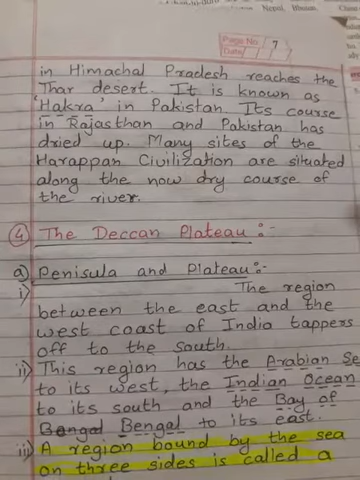 Nepal, Bhutan,
Page No. 7
Date
in Himachal Pradesh reaches the
Thar desert. It is known as
'Hakra' in Pakistan Its course
in Rajasthan and Pakistan has
dried up. Many sites of the
Harappan Civilization are situated
along the now dry course of
the river.
4 The Deccan Plateau :-
a) Penisula and Plateau :-
i) The region
between the east and the
west coast of India tappers
off to the south.
ii) This region has the Arabian Se
to its west, the Indian Ocean
to its south and the Bay of
Bengal to its east.
iii) A region bound by the sea
on three sides is called a